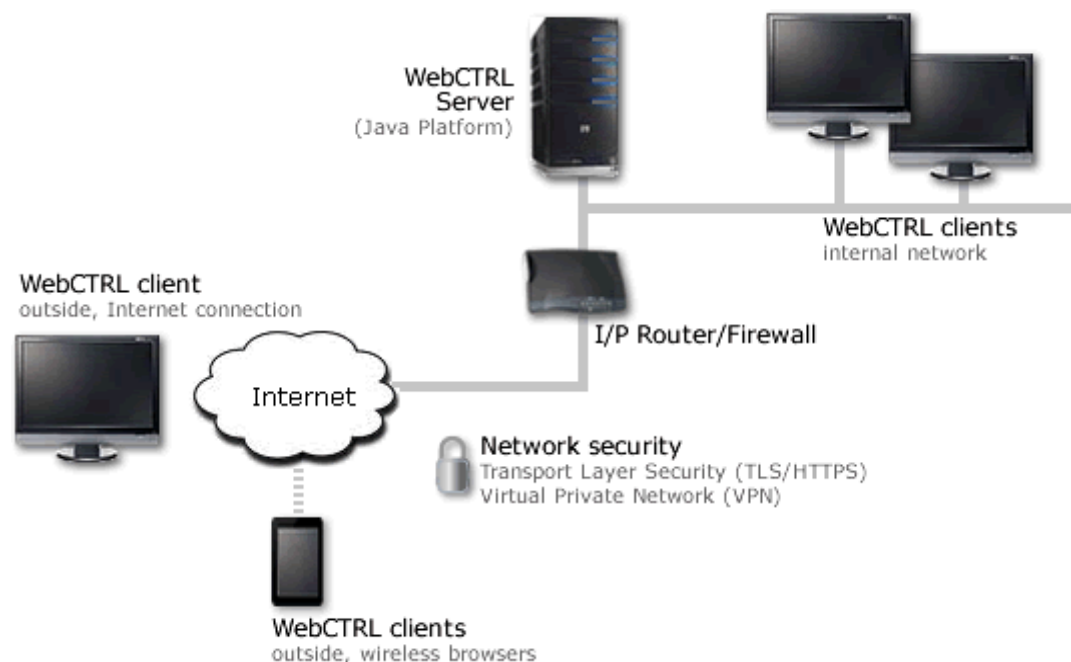 WebCTRL
Server
(Java Platform)
WebCTRL clients
internal network
WebCTRL client
outside, Internet connection
I/P Router/Firewall
Internet
Network security
Transport Layer Security (TLS/HTTPS)
Virtual Private Network (VPN)
WebCTRL clients
outside, wireless browsers